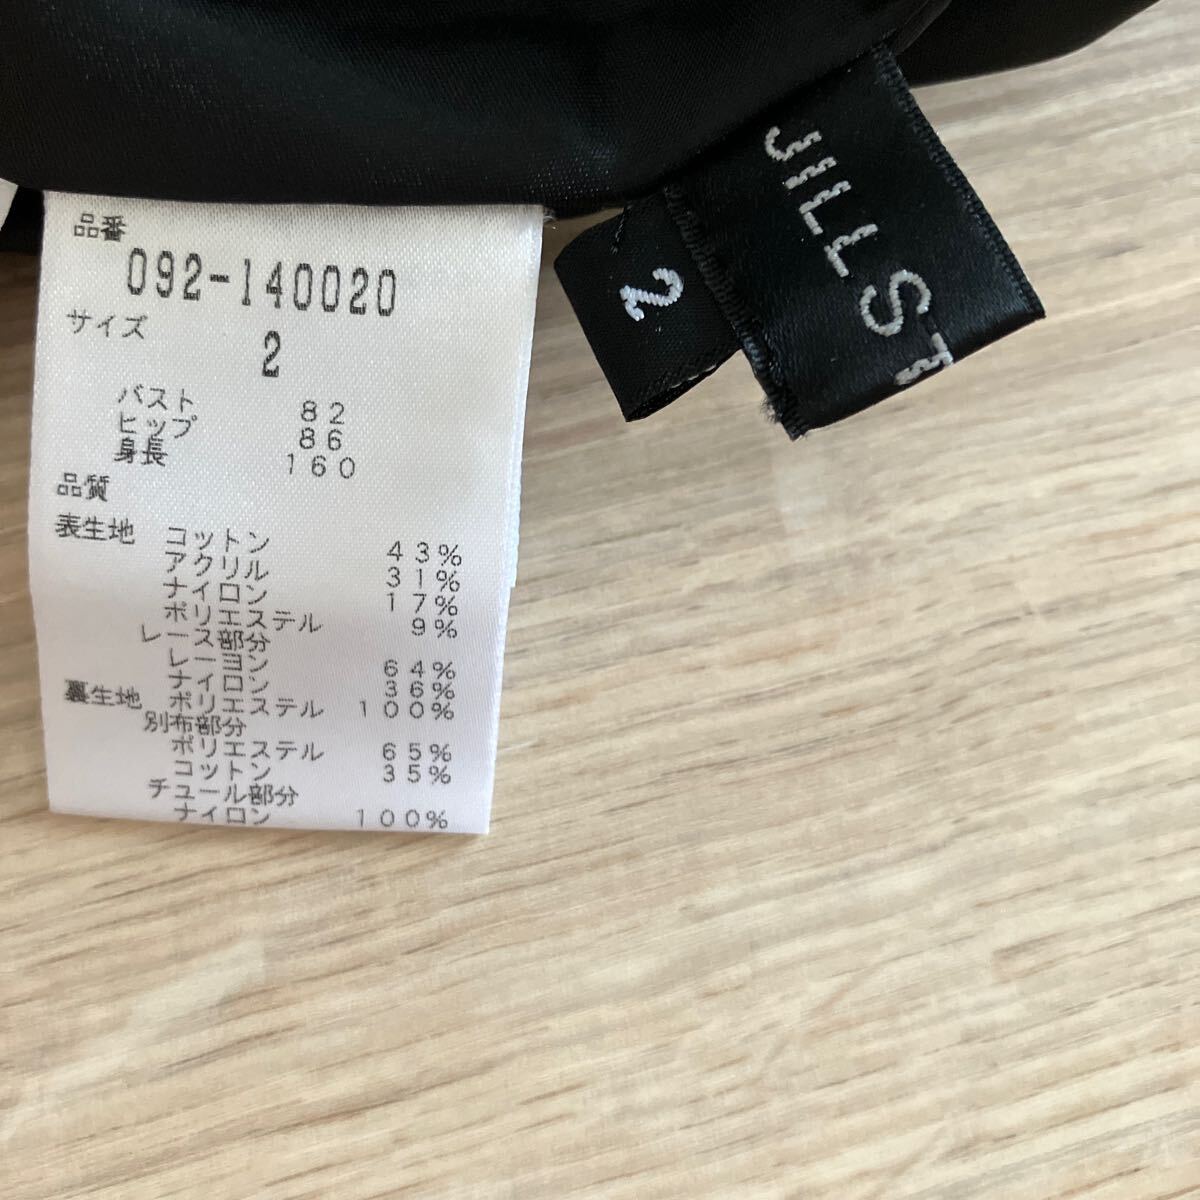 品番
092-140020
サイズ
2
バスト 82
ヒップ 86
身長 160
品質
表生地 コットン 43%
アクリル 31%
ナイロン 17%
ポリエステル 9%
レース部分
レーヨン 64%
ナイロン 36%
裏生地 ポリエステル 100%
別布部分
ポリエステル 65%
コットン 35%
チュール部分
ナイロン 100%
2
JILL ST